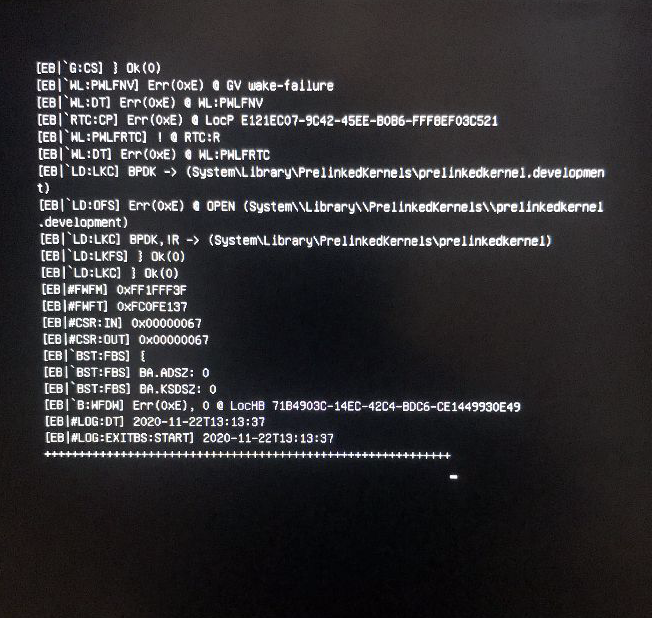 [EB|`G:CS] } Ok(0)
[EB|`WL:PWLFNV] Err(0xE) @ GV wake-failure
[EB|`WL:DT] Err(0xE) @ WL:PWLFNV
[EB|`RTC:CP] Err(0xE) @ LocP E121EC07-9C42-45EE-B0B6-FFF8EF03C521
[EB|`WL:PWLFRTC] ! @ RTC:R
[EB|`WL:DT] Err(0xE) @ WL:PWLFRTC
[EB|`LD:LKC] BPDK -> (System\Library\PrelinkedKernels\prelinkedkernel.developmen
t)
[EB|`LD:OFS] Err(0xE) @ OPEN (System\\Library\\PrelinkedKernels\\prelinkedkernel
.development)
[EB|`LD:LKC] BPDK,IR -> (System\Library\PrelinkedKernels\prelinkedkernel)
[EB|`LD:LKFS] } Ok(0)
[EB|`LD:LKC] } Ok(0)
[EB|#FWFM] 0xFF1FFF3F
[EB|#FWFT] 0xFC0FE137
[EB|#CSR:IN] 0x00000067
[EB|#CSR:OUT] 0x00000067
[EB|`BST:FBS] {
[EB|`BST:FBS] BA.ADSZ: 0
[EB|`BST:FBS] BA.KSDSZ: 0
[EB|`B:WFDW] Err(0xE), 0 @ LocHB 71B4903C-14EC-42C4-BDC6-CE1449930E49
[EB|#LOG:DT] 2020-11-22T13:13:37
[EB|#LOG:EXITBS:START] 2020-11-22T13:13:37
++++++++++++++++++++++++++++++++++++++++++++++++++++++++++